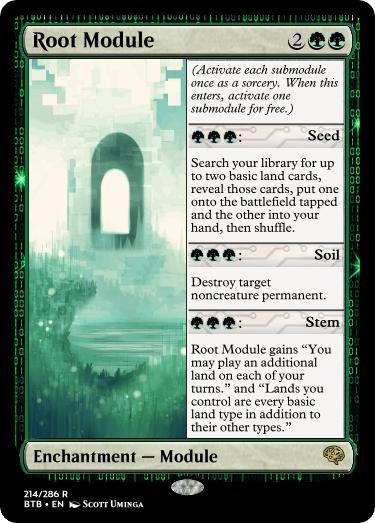 Root Module 2
(Activate each submodule
once as a sorcery. When this
enters, activate one
submodule for free.)
: Seed
Search your library for up
to two basic land cards,
reveal those cards, put one
onto the battlefield tapped
and the other into your
hand, then shuffle.
: Soil
Destroy target
noncreature permanent.
: Stem
Root Module gains “You
may play an additional
land on each of your
turns.” and “Lands you
control are every basic
land type in addition to
their other types.”
Enchantment — Module
214/286 R
BTB • EN Scott Uminga